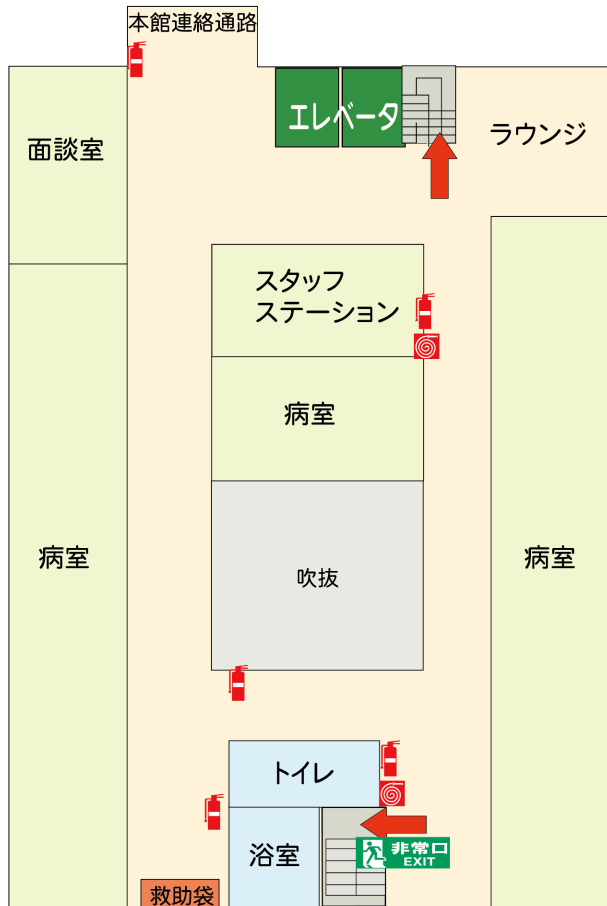 本館連絡通路
エレベータ
ラウンジ
面談室
スタッフ
ステーション
病室
病室
吹抜
病室
トイレ
浴室
非常口
EXIT
救助袋